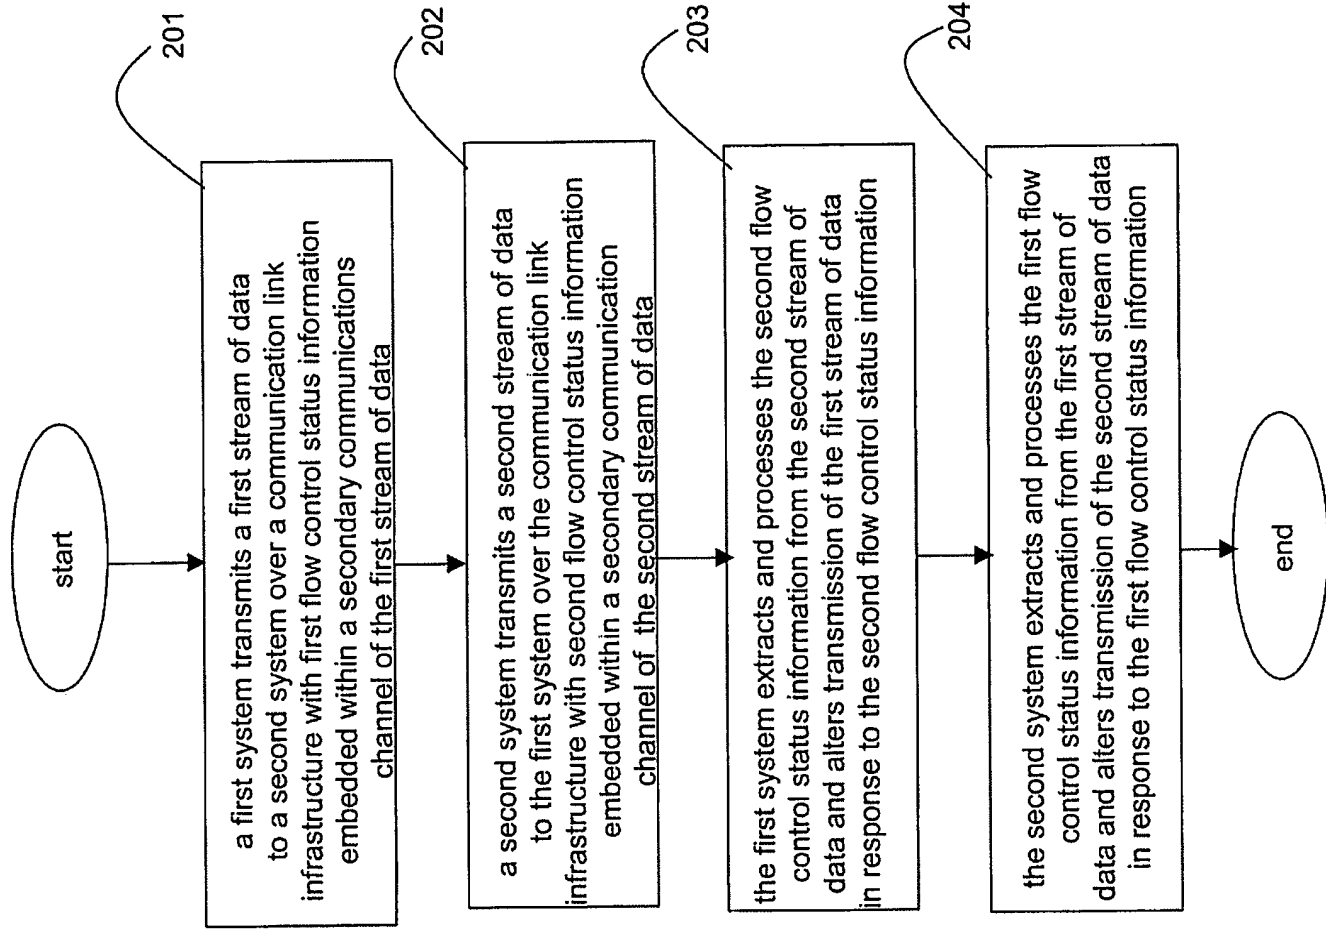 start
201
a first system transmits a first stream of data
to a second system over a communication link
infrastructure with first flow control status information
embedded within a secondary communications
channel of the first stream of data
202
a second system transmits a second stream of data
to the first system over the communication link
infrastructure with second flow control status information
embedded within a secondary communication
channel of the second stream of data
203
the first system extracts and processes the second flow
control status information from the second stream of
data and alters transmission of the first stream of data
in response to the second flow control status information
204
the second system extracts and processes the first flow
control status information from the first stream of
data and alters transmission of the second stream of data
in response to the first flow control status information
end